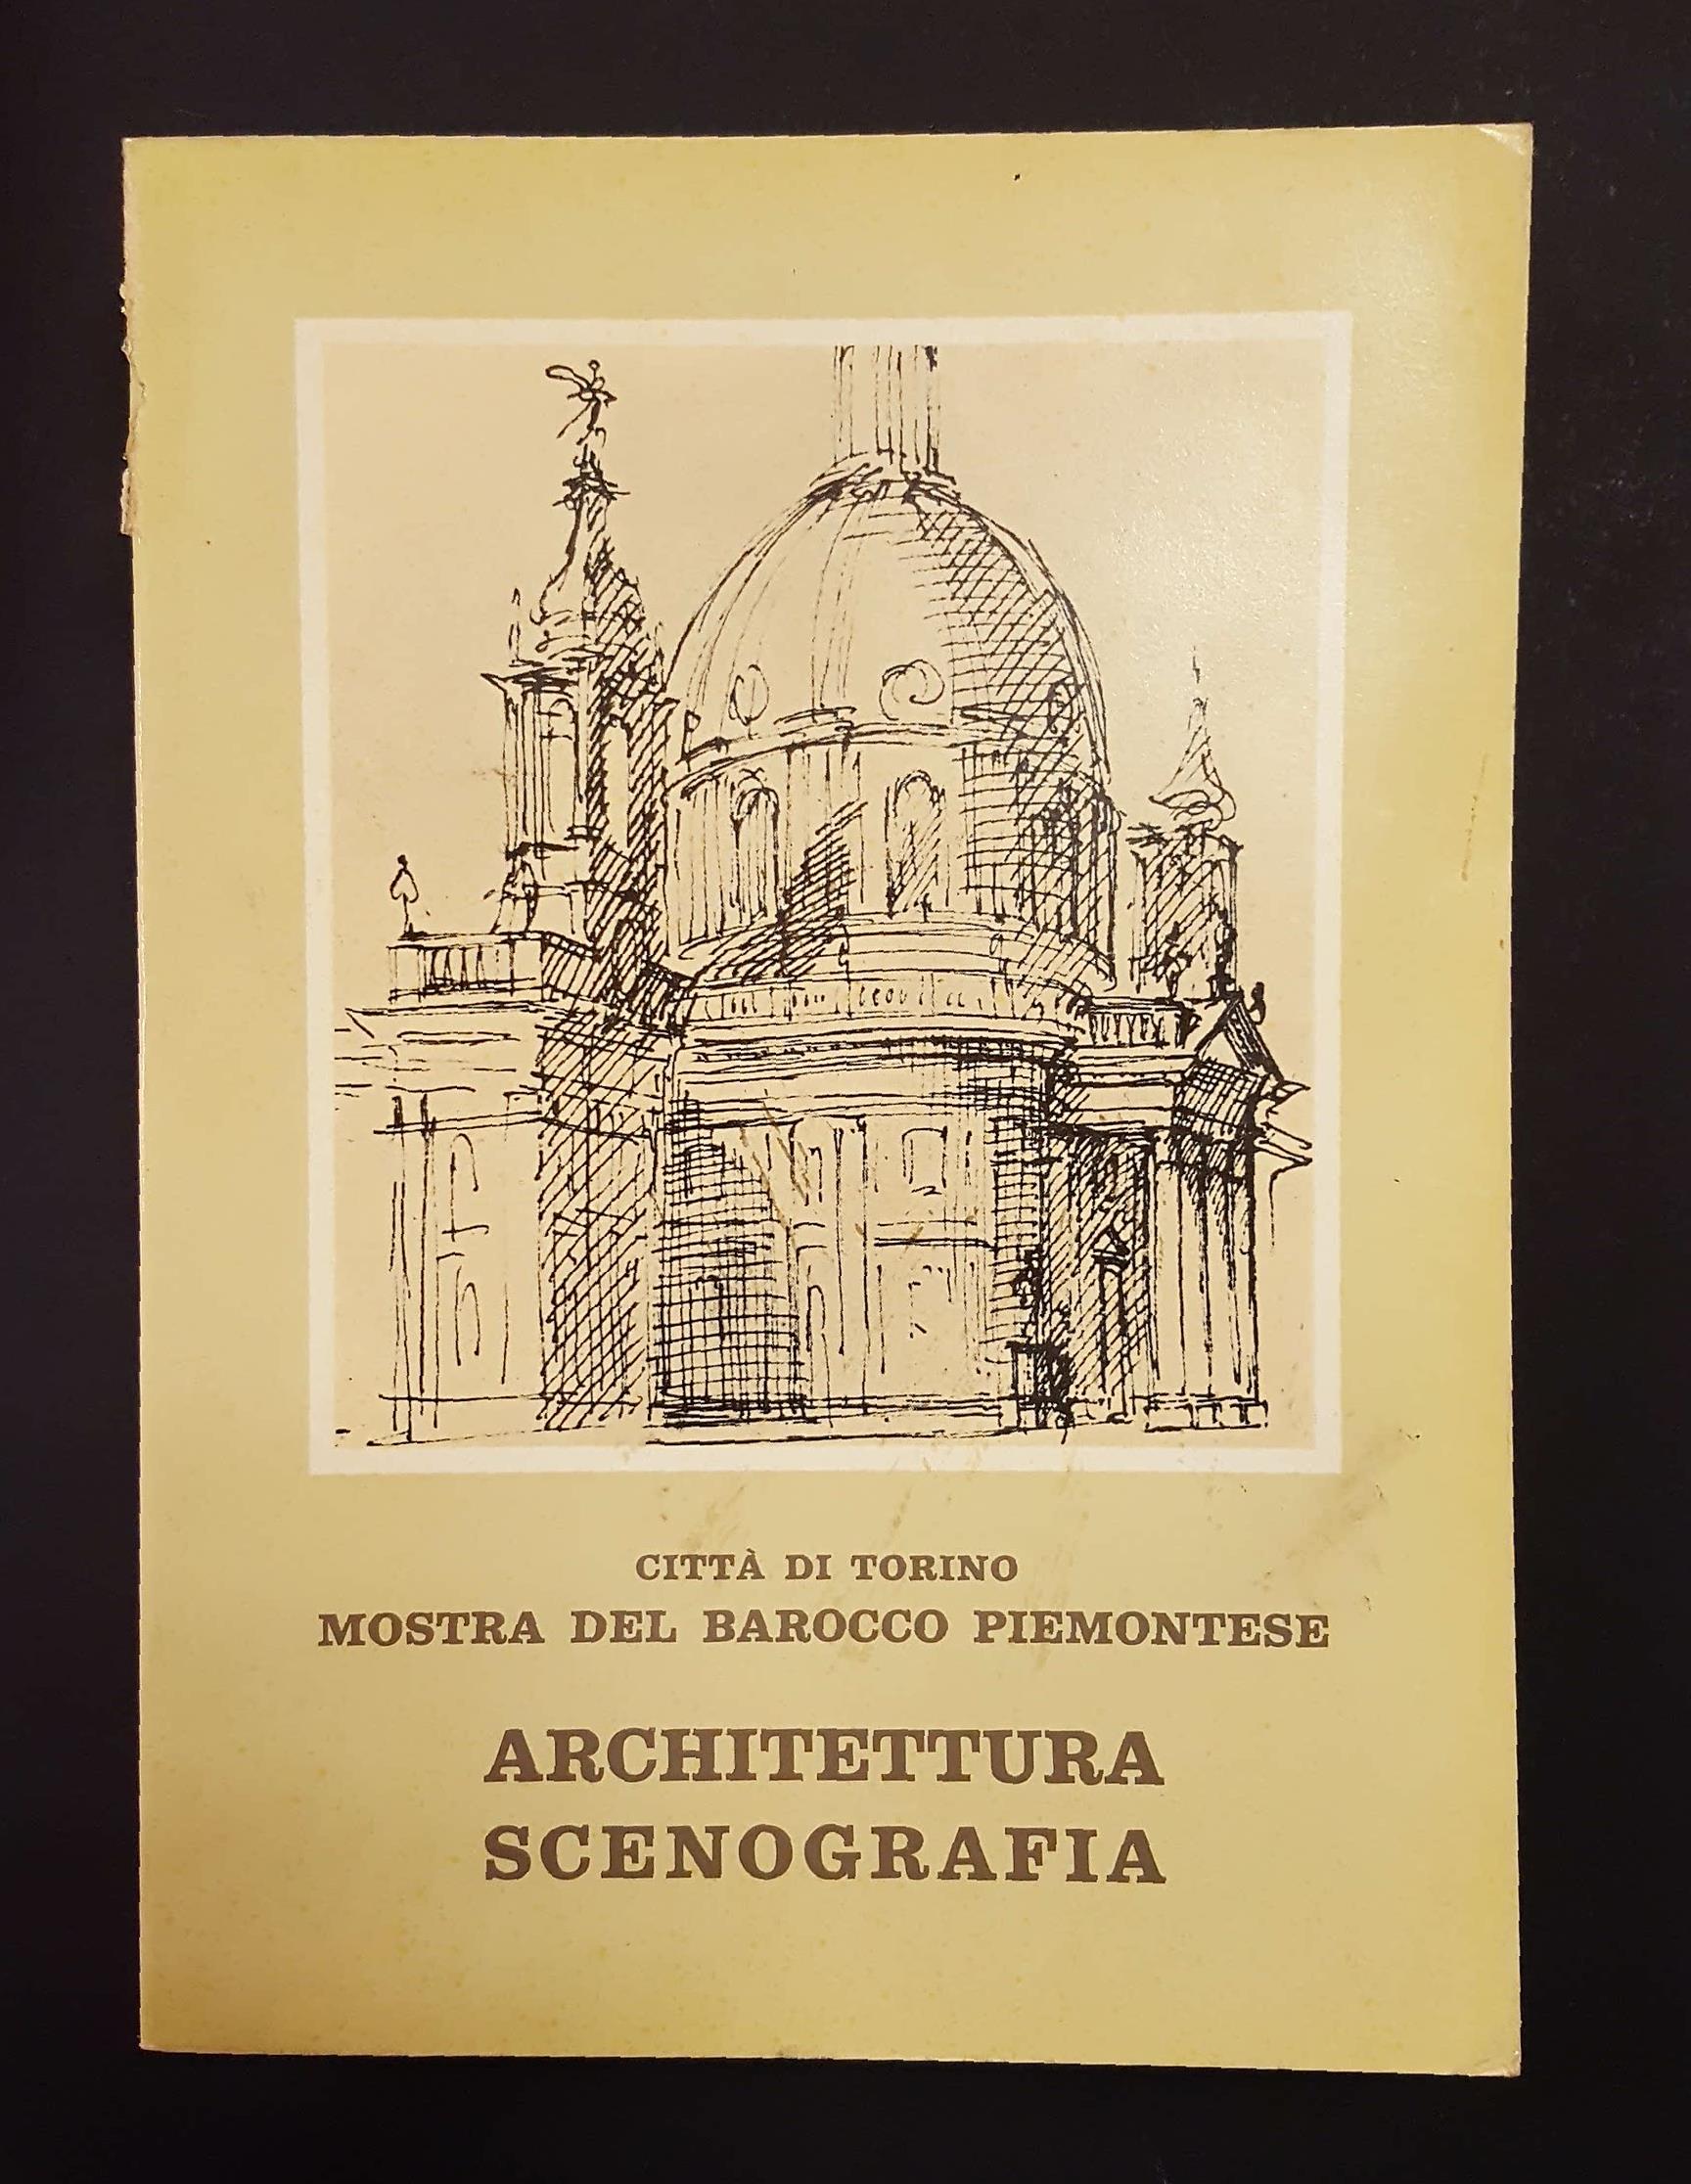 CITTÀ DI TORINO
MOSTRA DEL BAROCCO PIEMONTESE
ARCHITETTURA
SCENOGRAFIA